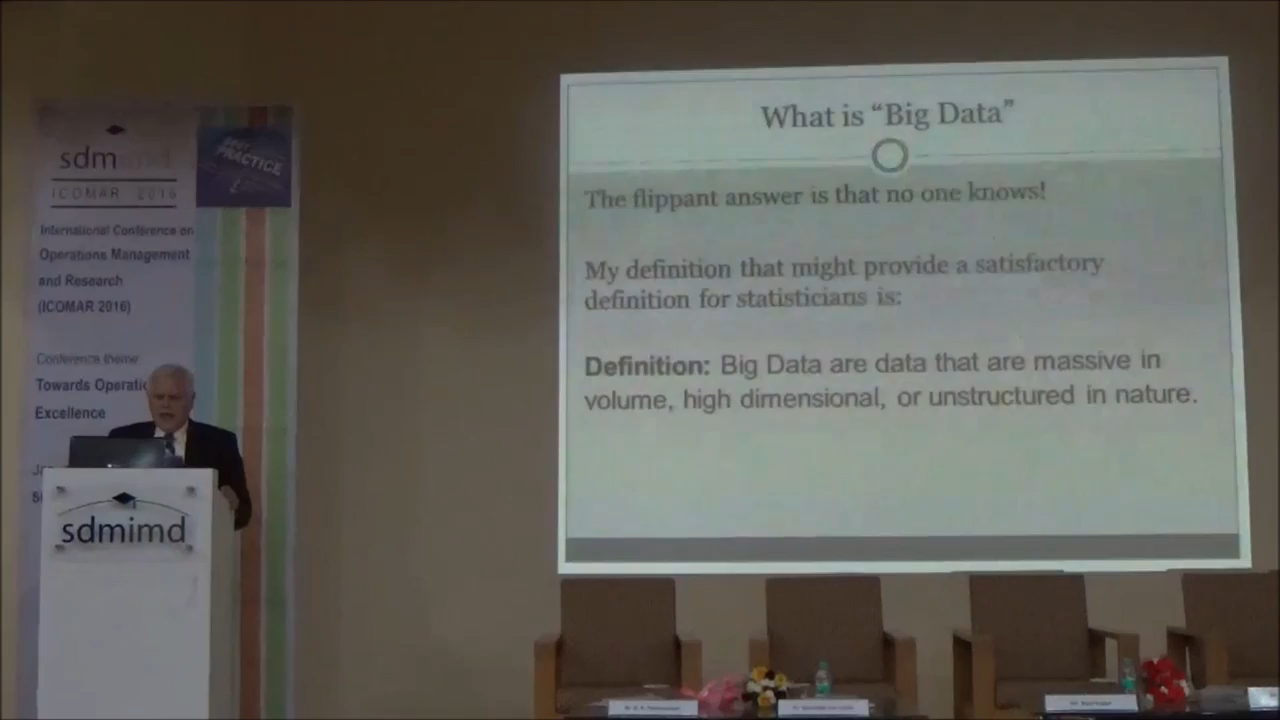 sdmimd
ICOMAR 2016
PRACTICE
International Conference on
Operations Management
and Research
(ICOMAR 2016)
Conference theme
Towards
Excellence
sdmimd
What is “Big Data”
The flippant answer is that no one knows!
My definition that might provide a satisfactory
definition for statisticians is:
Definition: Big Data are data that are massive in
volume, high dimensional, or unstructured in nature.